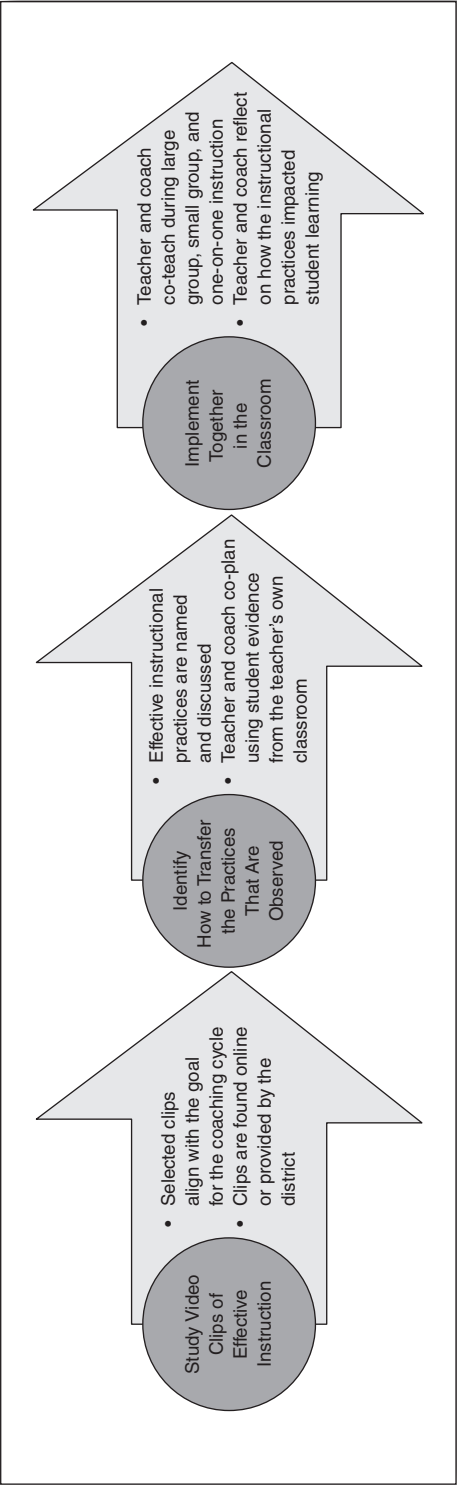 Study Video
Clips of
Effective
Instruction
• Selected clips
align with the goal
for the coaching cycle
• Clips are found online
or provided by the
district
Identify
How to Transfer
the Practices
That Are
Observed
• Effective instructional
practices are named
and discussed
• Teacher and coach co-plan
using student evidence
from the teacher’s own
classroom
Implement
Together
in the
Classroom
• Teacher and coach
co-teach during large
group, small group, and
one-on-one instruction
• Teacher and coach reflect
on how the instructional
practices impacted
student learning